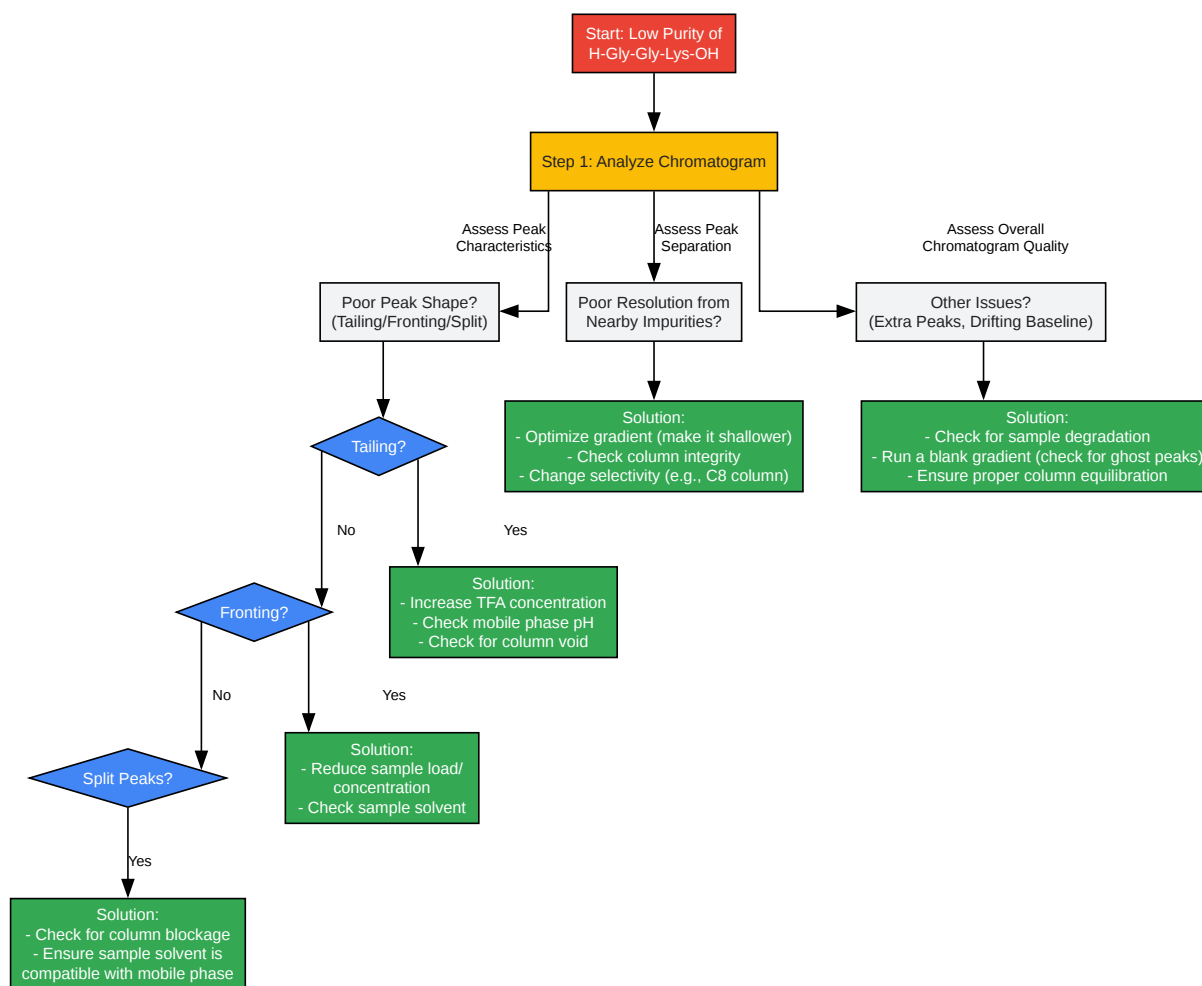 Start: Low Purity of
H-Gly-Gly-Lys-OH
Step 1: Analyze Chromatogram
Assess Peak
Characteristics
Assess Peak
Separation
Assess Overall
Chromatogram Quality
Poor Peak Shape?
(Tailing/Fronting/Split)
Poor Resolution from
Nearby Impurities?
Other Issues?
(Extra Peaks, Drifting Baseline)
Tailing?
Solution:
- Optimize gradient (make it shallower)
- Check column integrity
- Change selectivity (e.g., C8 column)
Solution:
- Check for sample degradation
- Run a blank gradient (check for ghost peaks)
- Ensure proper column equilibration
No
Yes
Fronting?
Solution:
- Increase TFA concentration
- Check mobile phase pH
- Check for column void
No
Yes
Split Peaks?
Solution:
- Reduce sample load/
concentration
- Check sample solvent
Yes
Solution:
- Check for column blockage
- Ensure sample solvent is
compatible with mobile phase